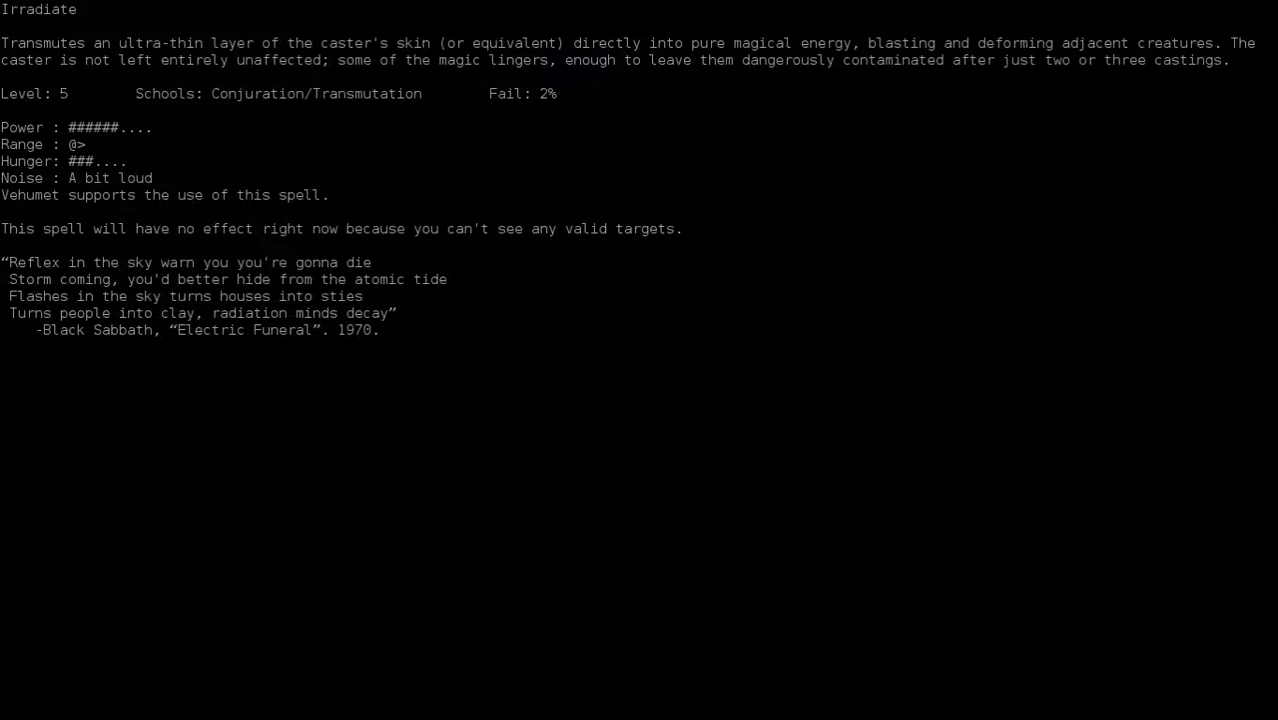 Irradiate
Transmutes an ultra-thin layer of the caster's skin (or equivalent) directly into pure magical energy, blasting and deforming adjacent creatures. The
caster is not left entirely unaffected; some of the magic lingers, enough to leave them dangerously contaminated after just two or three castings.
Level: 5        Schools: Conjuration/Transmutation        Fail: 2%
Power : ######....
Range : @>
Hunger: ###....
Noise : A bit loud
Vehumet supports the use of this spell.
This spell will have no effect right now because you can't see any valid targets.
“Reflex in the sky warn you you're gonna die
Storm coming, you'd better hide from the atomic tide
Flashes in the sky turns houses into sties
Turns people into clay, radiation minds decay”
-Black Sabbath, “Electric Funeral”. 1970.